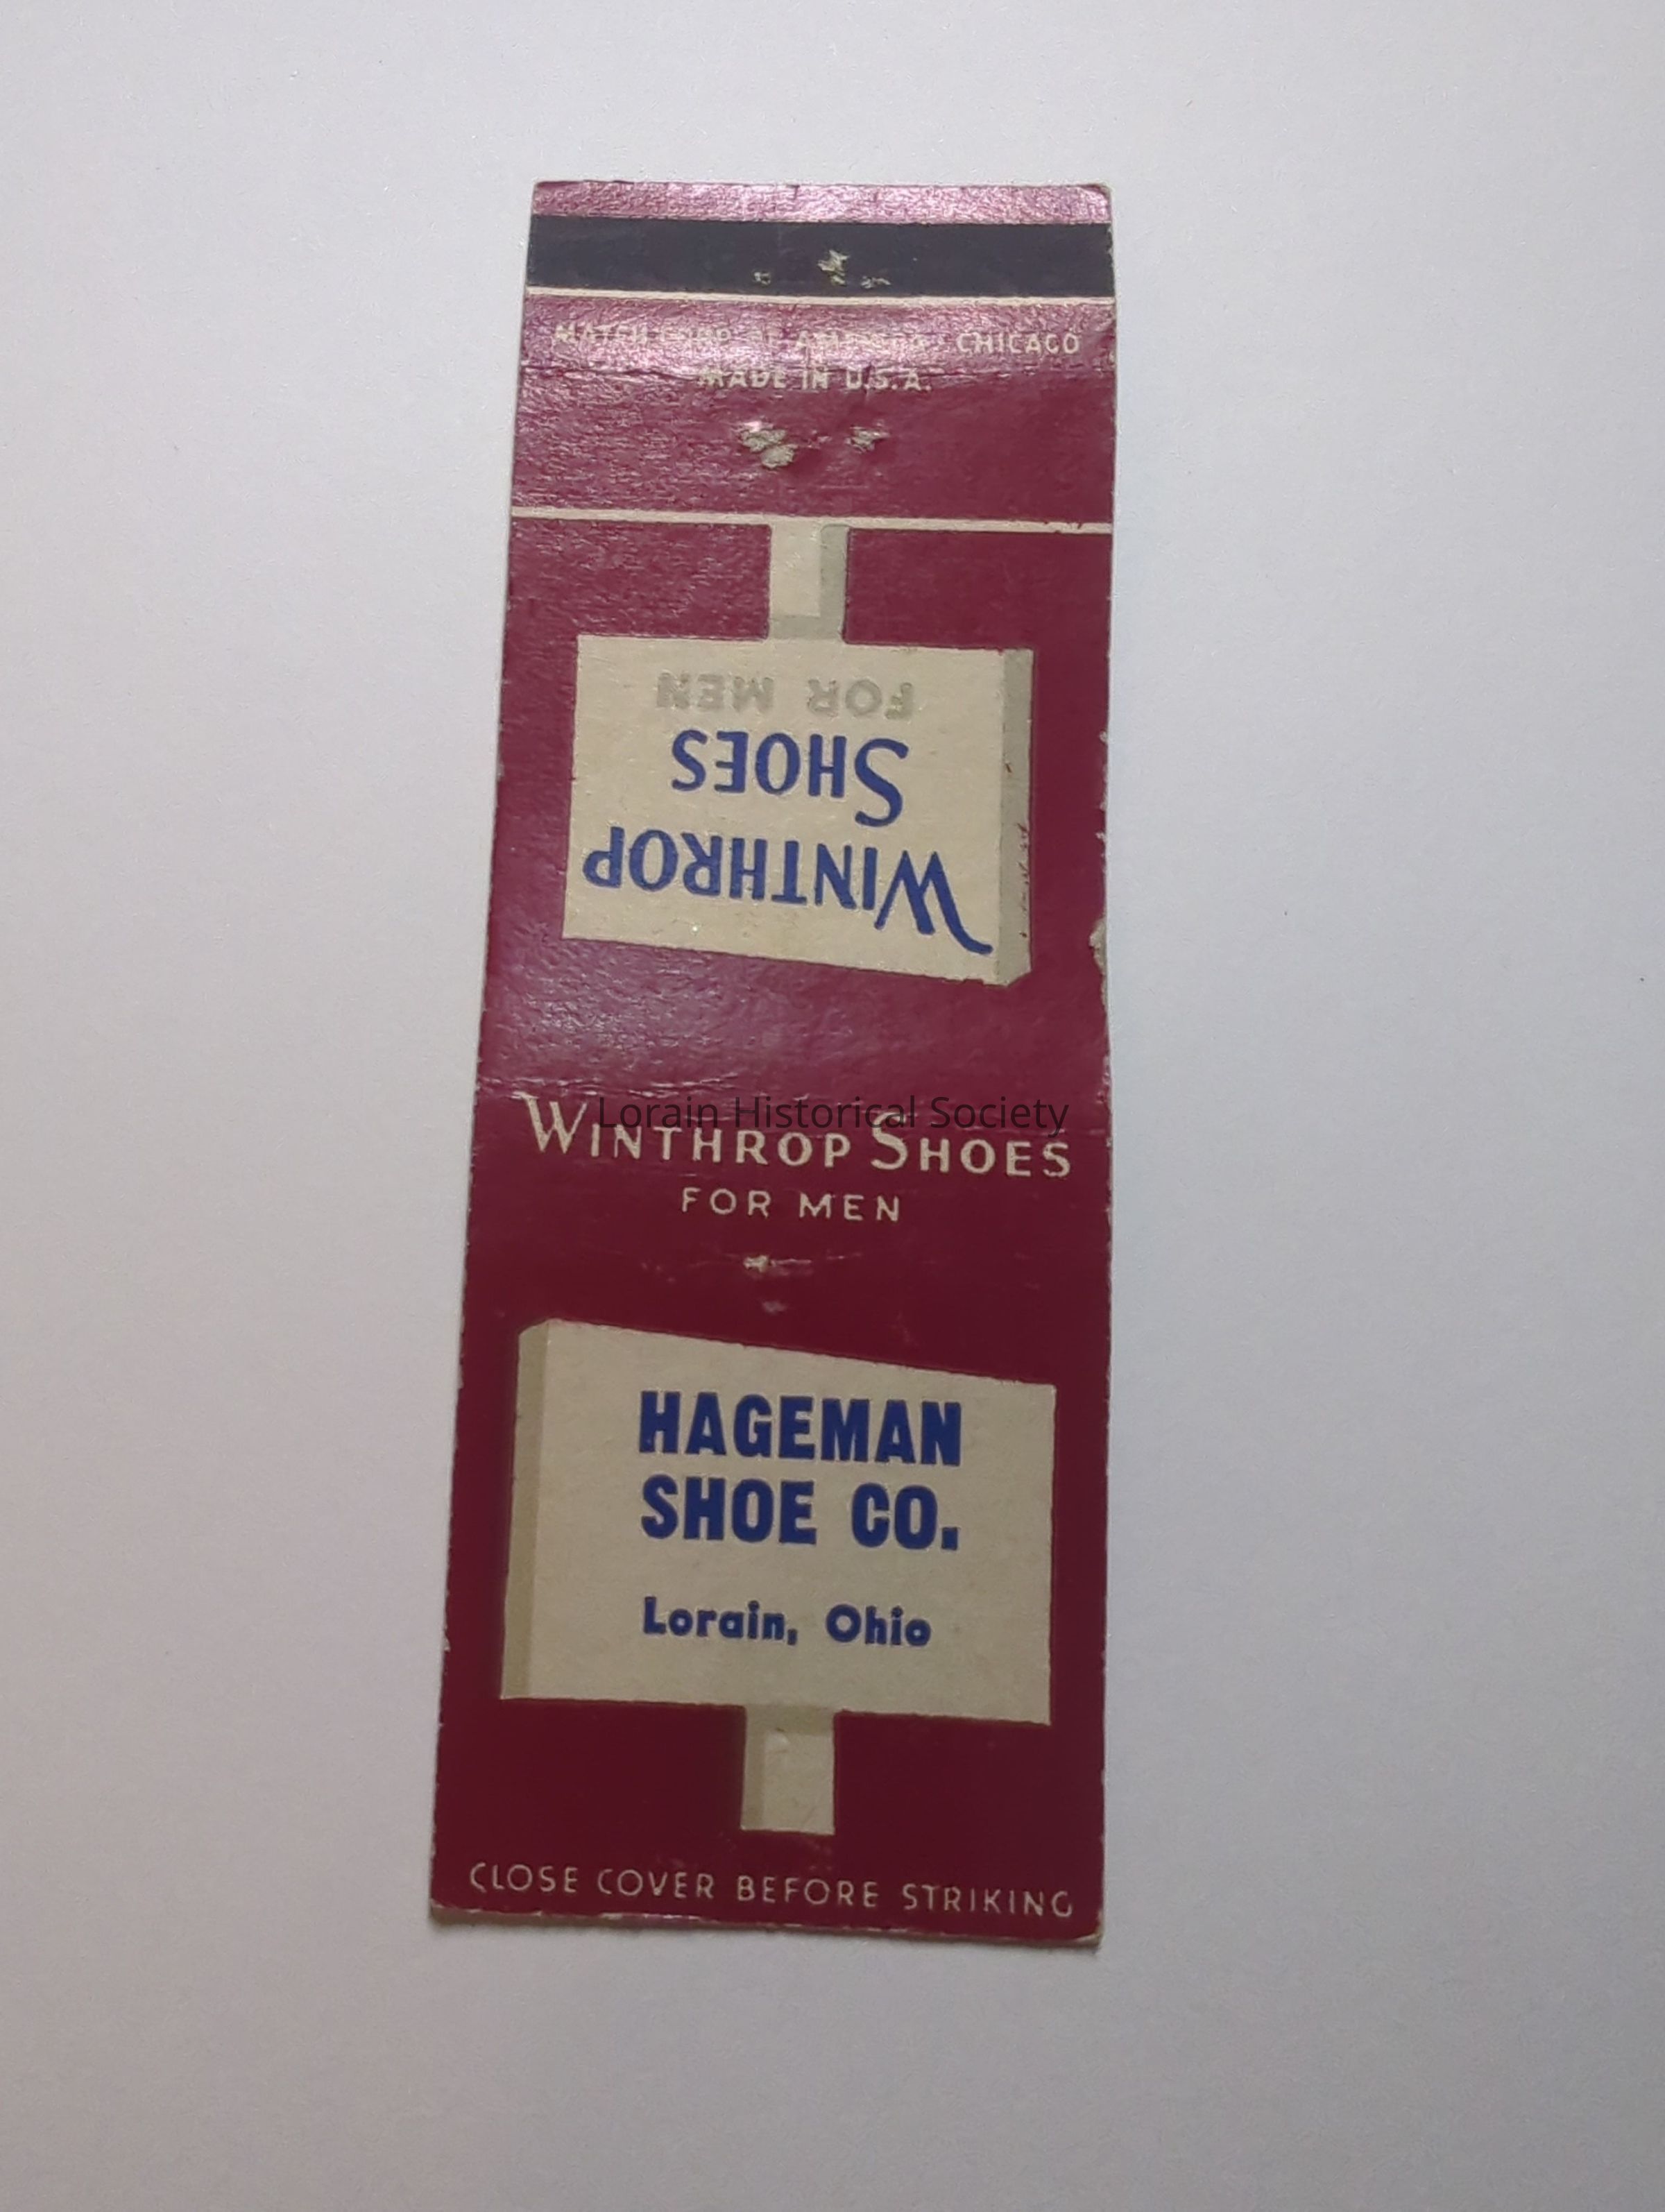 MATCH CORP. OF AMERICA, CHICAGO
MADE IN U.S.A.
WINTHROP
SHOES
FOR MEN
Lorain Historical Society
WINTHROP SHOES
FOR MEN
HAGEMAN
SHOE CO.
Lorain, Ohio
CLOSE COVER BEFORE STRIKING